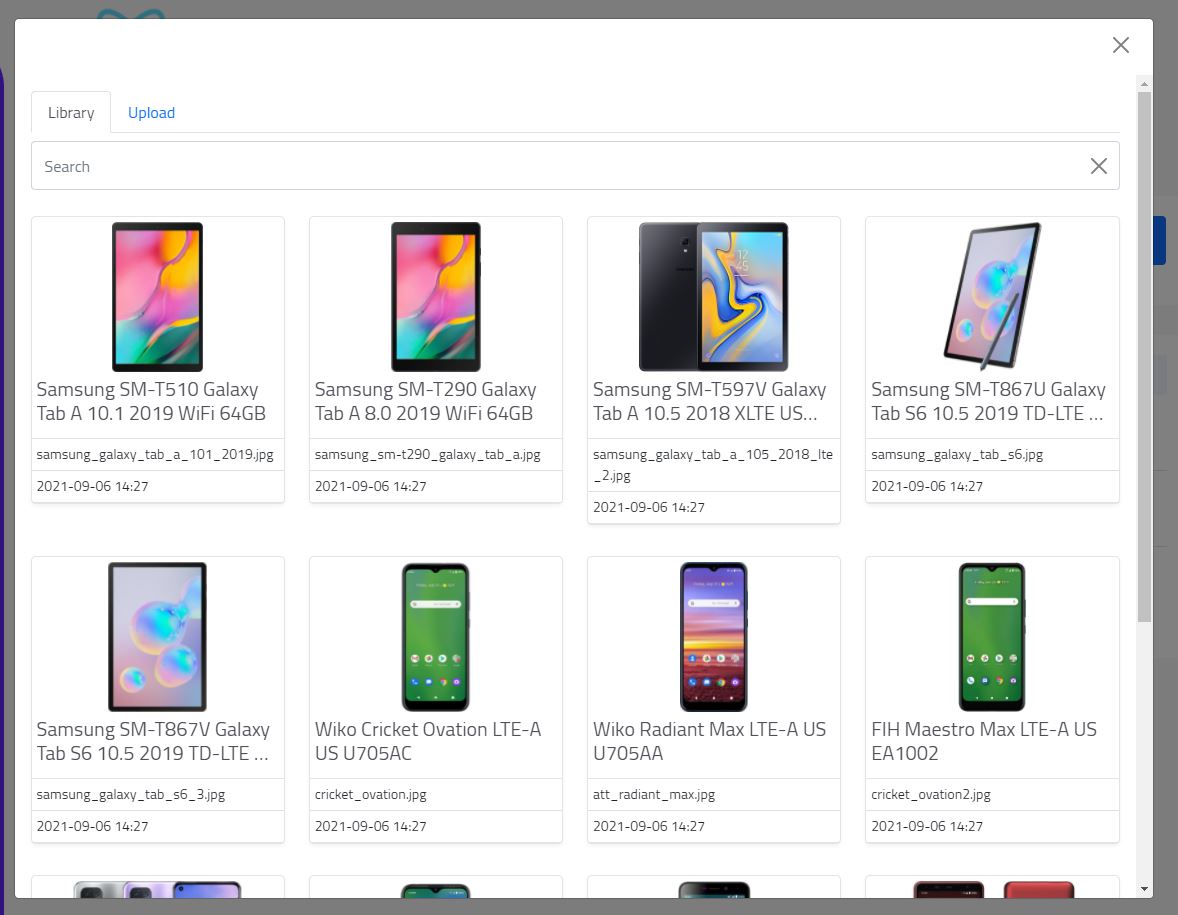 Library
Upload
Search
Samsung SM-T510 Galaxy
Tab A 10.1 2019 WiFi 64GB
samsung_galaxy_tab_a_101_2019.jpg
2021-09-06 14:27
Samsung SM-T290 Galaxy
Tab A 8.0 2019 WiFi 64GB
samsung_sm-t290_galaxy_tab_a.jpg
2021-09-06 14:27
12
45
Samsung SM-T597V Galaxy
Tab A 10.5 2018 XLTE US...
samsung_galaxy_tab_a_105_2018_lte
_2.jpg
2021-09-06 14:27
Samsung SM-T867U Galaxy
Tab S6 10.5 2019 TD-LTE ...
samsung_galaxy_tab_s6.jpg
2021-09-06 14:27
Samsung SM-T867V Galaxy
Tab S6 10.5 2019 TD-LTE ...
samsung_galaxy_tab_s6_3.jpg
2021-09-06 14:27
Wiko Cricket Ovation LTE-A
US U705AC
cricket_ovation.jpg
2021-09-06 14:27
Wiko Radiant Max LTE-A US
U705AA
att_radiant_max.jpg
2021-09-06 14:27
FIH Maestro Max LTE-A US
EA1002
cricket_ovation2.jpg
2021-09-06 14:27